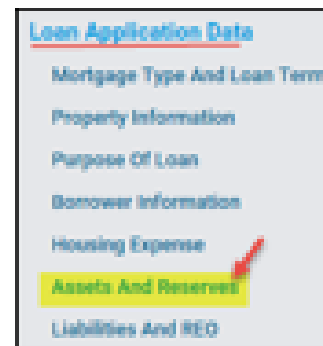 Loan Application Data
Mortgage Type And Loan Term
Property Information
Purpose Of Loan
Borrower Information
Housing Expense
Assets And Reserves
Liabilities And REO